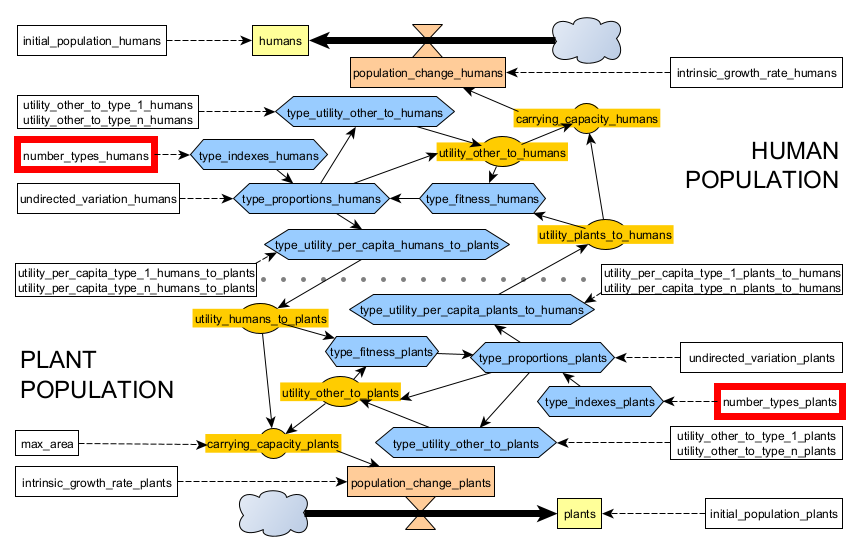 initial_population_humans
humans
population_change_humans
intrinsic_growth_rate_humans
utility_other_to_type_1_humans
utility_other_to_type_n_humans
type_utility_other_to_humans
carrying_capacity_humans
number_types_humans
type_indexes_humans
utility_other_to_humans
HUMAN
POPULATION
undirected_variation_humans
type_proportions_humans
type_fitness_humans
utility_plants_to_humans
type_utility_per_capita_humans_to_plants
utility_per_capita_type_1_humans_to_plants
utility_per_capita_type_n_humans_to_plants
utility_per_capita_type_1_plants_to_humans
utility_per_capita_type_n_plants_to_humans
type_utility_per_capita_plants_to_humans
utility_humans_to_plants
PLANT
POPULATION
type_fitness_plants
type_proportions_plants
undirected_variation_plants
utility_other_to_plants
type_indexes_plants
number_types_plants
max_area
carrying_capacity_plants
type_utility_other_to_plants
utility_other_to_type_1_plants
utility_other_to_type_n_plants
intrinsic_growth_rate_plants
population_change_plants
plants
initial_population_plants